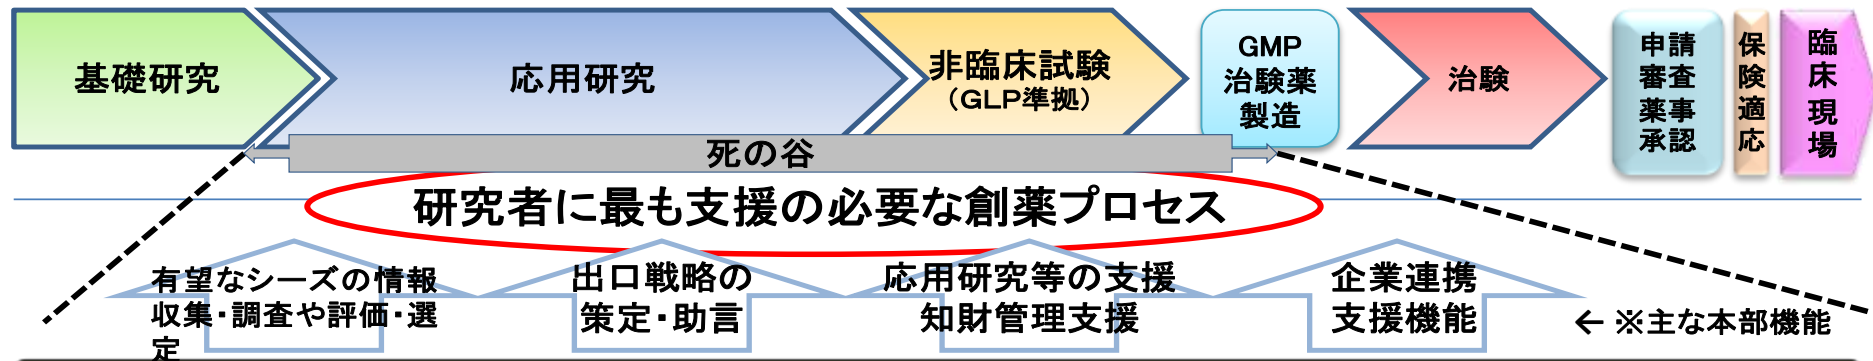 基礎研究
応用研究
非臨床試験
（GLP準拠）
GMP
治験薬
製造
治験
申請
審査
薬事
承認
保険適応
臨床現場
死の谷
研究者に最も支援の必要な創薬プロセス
有望なシーズの情報
収集・調査や評価・選
定
出口戦略の
策定・助言
応用研究等の支援
知財管理支援
企業連携
支援機能
← ※主な本部機能